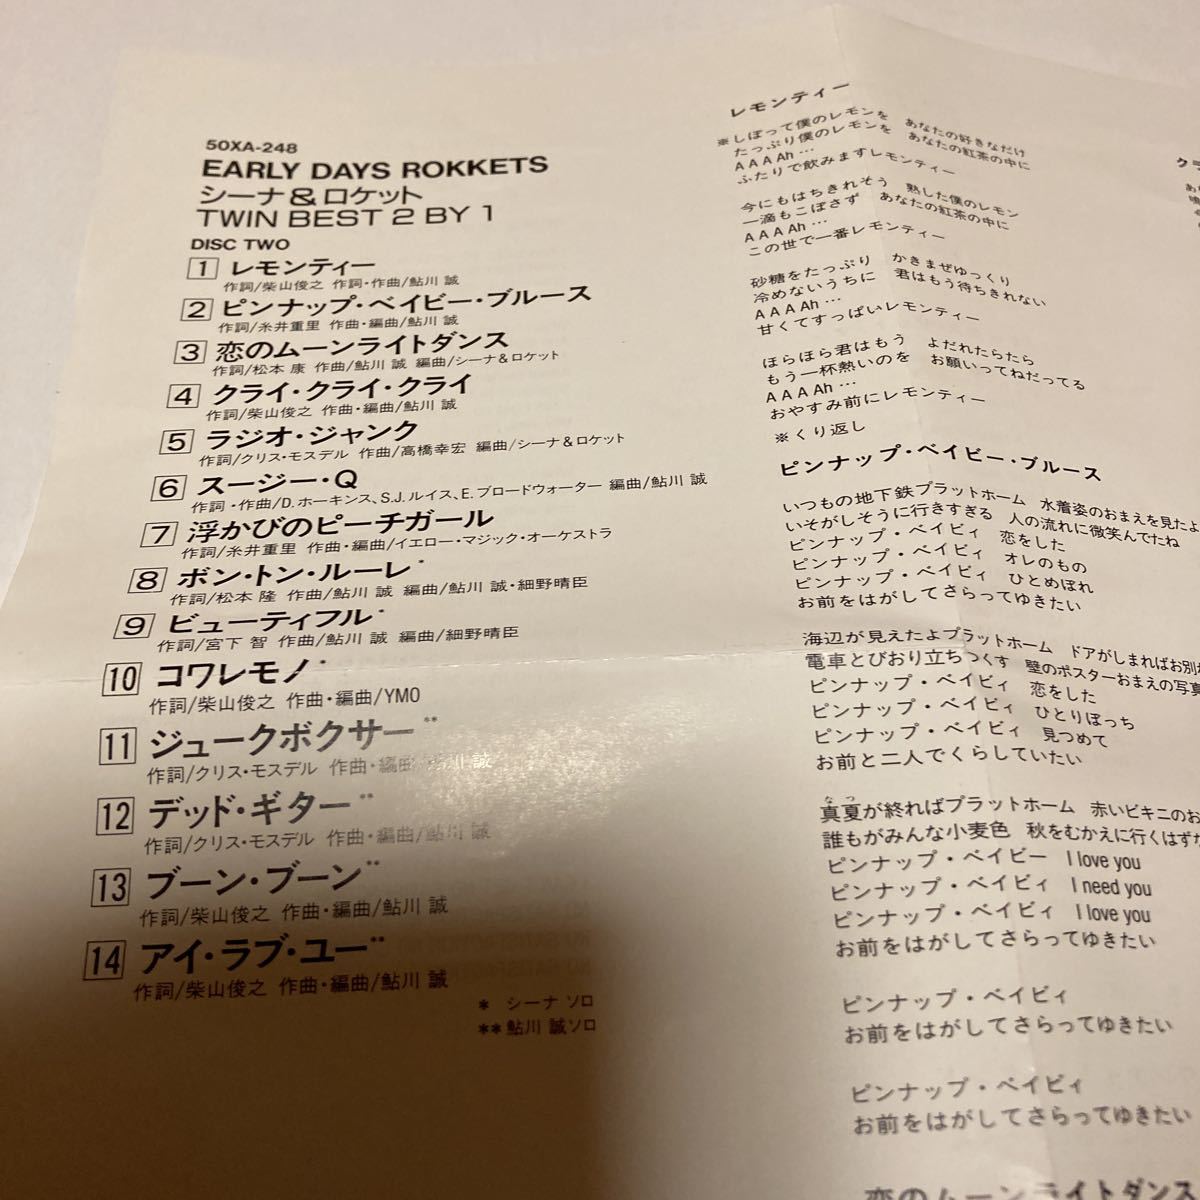 50XA-248
EARLY DAYS ROKKETS
シーナ&ロケット
TWIN BEST 2 BY 1
DISC TWO
1 レモンティー
作詞/柴山俊之 作詞・作曲/鮎川 誠
2 ピンナップ・ベイビー・ブルース
作詞/糸井重里 作曲・編曲/鮎川 誠
3 恋のムーンライトダンス
作詞/松本 康 作曲/鮎川 誠 編曲/シーナ&ロケット
4 クライ・クライ・クライ
作詞/柴山俊之 作曲・編曲/鮎川 誠
5 ラジオ・ジャンク
作詞/クリス・モスデル 作曲/高橋幸宏 編曲/シーナ&ロケット
6 スージー・Q
作詞・作曲/D.ホーキンス、S.J.ルイス、E.ブロードウォーター 編曲/鮎川 誠
7 浮かびのピーチガール
作詞/糸井重里 作曲・編曲/イエロー・マジック・オーケストラ
8 ボン・トン・ルーレ*
作詞/松本 隆 作曲/鮎川 誠 編曲/鮎川 誠・細野晴臣
9 ビューティフル*
作詞/宮下 智 作曲/鮎川 誠 編曲/細野晴臣
10 コワレモノ*
作詞/柴山俊之 作曲・編曲/YMO
11 ジュークボクサー**
作詞/クリス・モスデル 作曲・編曲/鮎川 誠
12 デッド・ギター**
作詞/クリス・モスデル 作曲・編曲/鮎川 誠
13 ブーン・ブーン**
作詞/柴山俊之 作曲・編曲/鮎川 誠
14 アイ・ラブ・ユー**
作詞/柴山俊之 作曲・編曲/鮎川 誠
* シーナ ソロ
**鮎川 誠ソロ
レモンティー
※しぼって僕のレモンを あなたの好きなだけ
たっぷり僕のレモンを あなたの紅茶の中に
A A A Ah …
ふたりで飲みますレモンティー
今にもはちきれそう 熟した僕のレモン
一滴もこぼさず あなたの紅茶の中に
A A A Ah …
この世で一番レモンティー
砂糖をたっぷり かきまぜゆっくり
冷めないうちに 君はもう待ちきれない
A A A Ah …
甘くてすっぱいレモンティー
ほらほら君はもう よだれたらたら
もう一杯熱いのを お願いってねだってる
A A A Ah …
おやすみ前にレモンティー
※くり返し
ピンナップ・ベイビー・ブルース
いつもの地下鉄プラットホーム 水着姿のおまえを見たよ
いそがしそうに行きすぎる 人の流れに微笑んでたね
ピンナップ・ベイビィ 恋をした
ピンナップ・ベイビィ オレのもの
ピンナップ・ベイビィ ひとめぼれ
お前をはがしてさらってゆきたい
海辺が見えたよプラットホーム ドアがしまればお別れ
電車とびおり立ちつくす 壁のポスターおまえの写真
ピンナップ・ベイビィ 恋をした
ピンナップ・ベイビィ ひとりぼっち
ピンナップ・ベイビィ 見つめて
お前と二人でくらしていたい
真夏が終ればプラットホーム 赤いビキニのお
誰もがみんな小麦色 秋をむかえに行くはずな
ピンナップ・ベイビー I love you
ピンナップ・ベイビィ I need you
ピンナップ・ベイビィ I love you
お前をはがしてさらってゆきたい
ピンナップ・ベイビィ
お前をはがしてさらってゆきたい
ピンナップ・ベイビィ
お前をはがしてさらってゆきたい
恋のムーンライトダンス
クラ